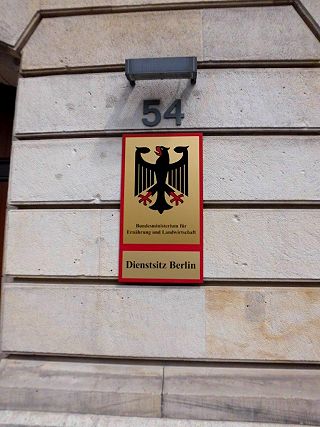 54
Bundesministerium für
Ernährung und Landwirtschaft
Dienstsitz Berlin